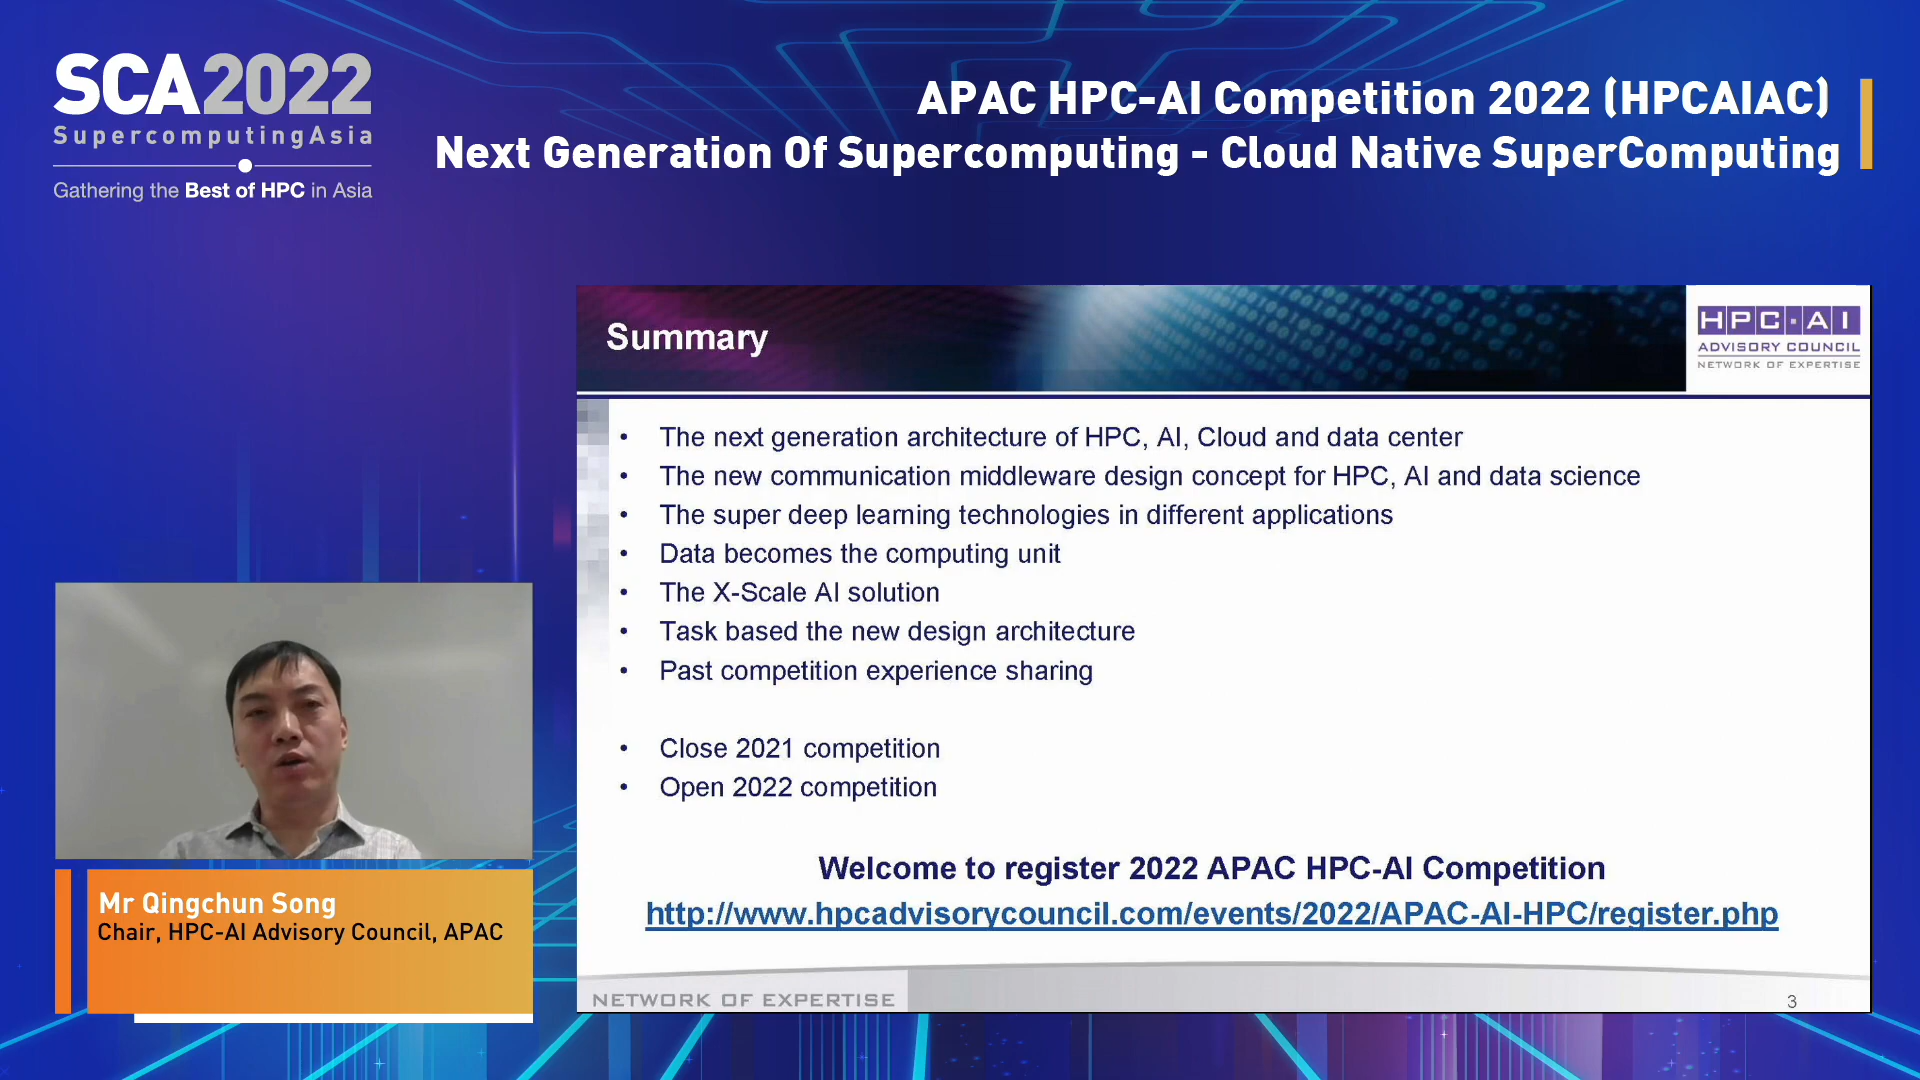 SCA2022
SupercomputingAsia
Gathering the Best of HPC in Asia
APAC HPC-AI Competition 2022 (HPCAIAC)
Next Generation Of Supercomputing - Cloud Native SuperComputing
Summary
HPC·AI
ADVISORY COUNCIL
NETWORK OF EXPERTISE
• The next generation architecture of HPC, AI, Cloud and data center
• The new communication middleware design concept for HPC, AI and data science
• The super deep learning technologies in different applications
• Data becomes the computing unit
• The X-Scale AI solution
• Task based the new design architecture
• Past competition experience sharing
• Close 2021 competition
• Open 2022 competition
Welcome to register 2022 APAC HPC-AI Competition
http://www.hpcadvisorycouncil.com/events/2022/APAC-AI-HPC/register.php
NETWORK OF EXPERTISE
3
Mr Qingchun Song
Chair, HPC-AI Advisory Council, APAC